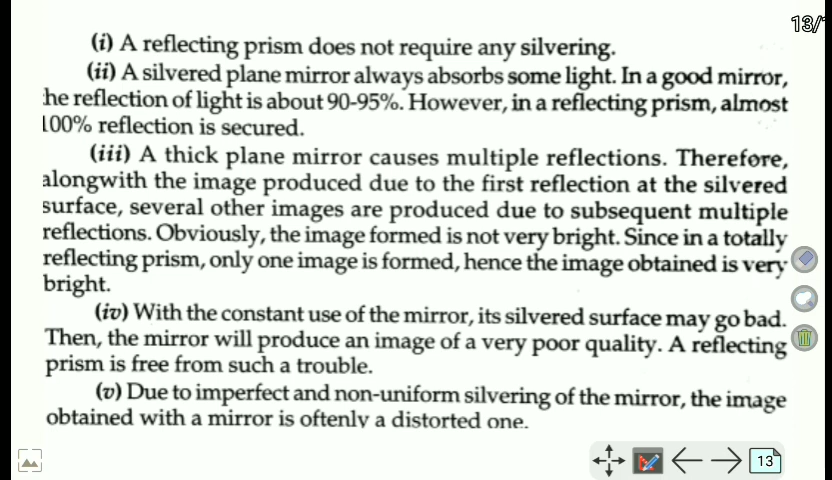 13/
(i) A reflecting prism does not require any silvering.
(ii) A silvered plane mirror always absorbs some light. In a good mirror,
he reflection of light is about 90-95%. However, in a reflecting prism, almost
100% reflection is secured.
(iii) A thick plane mirror causes multiple reflections. Therefore,
alongwith the image produced due to the first reflection at the silvered
surface, several other images are produced due to subsequent multiple
reflections. Obviously, the image formed is not very bright. Since in a totally
reflecting prism, only one image is formed, hence the image obtained is very
bright.
(iv) With the constant use of the mirror, its silvered surface may go bad.
Then, the mirror will produce an image of a very poor quality. A reflecting
prism is free from such a trouble.
(v) Due to imperfect and non-uniform silvering of the mirror, the image
obtained with a mirror is oftenly a distorted one.
13